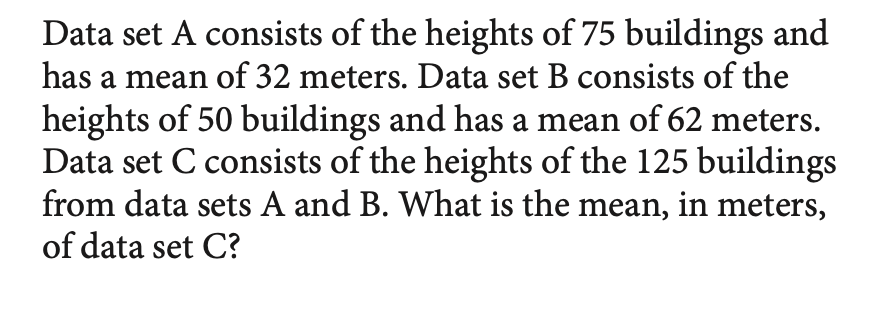 Data set A consists of the heights of 75 buildings and
has a mean of 32 meters. Data set B consists of the
heights of 50 buildings and has a mean of 62 meters.
Data set C consists of the heights of the 125 buildings
from data sets A and B. What is the mean, in meters,
of data set C?